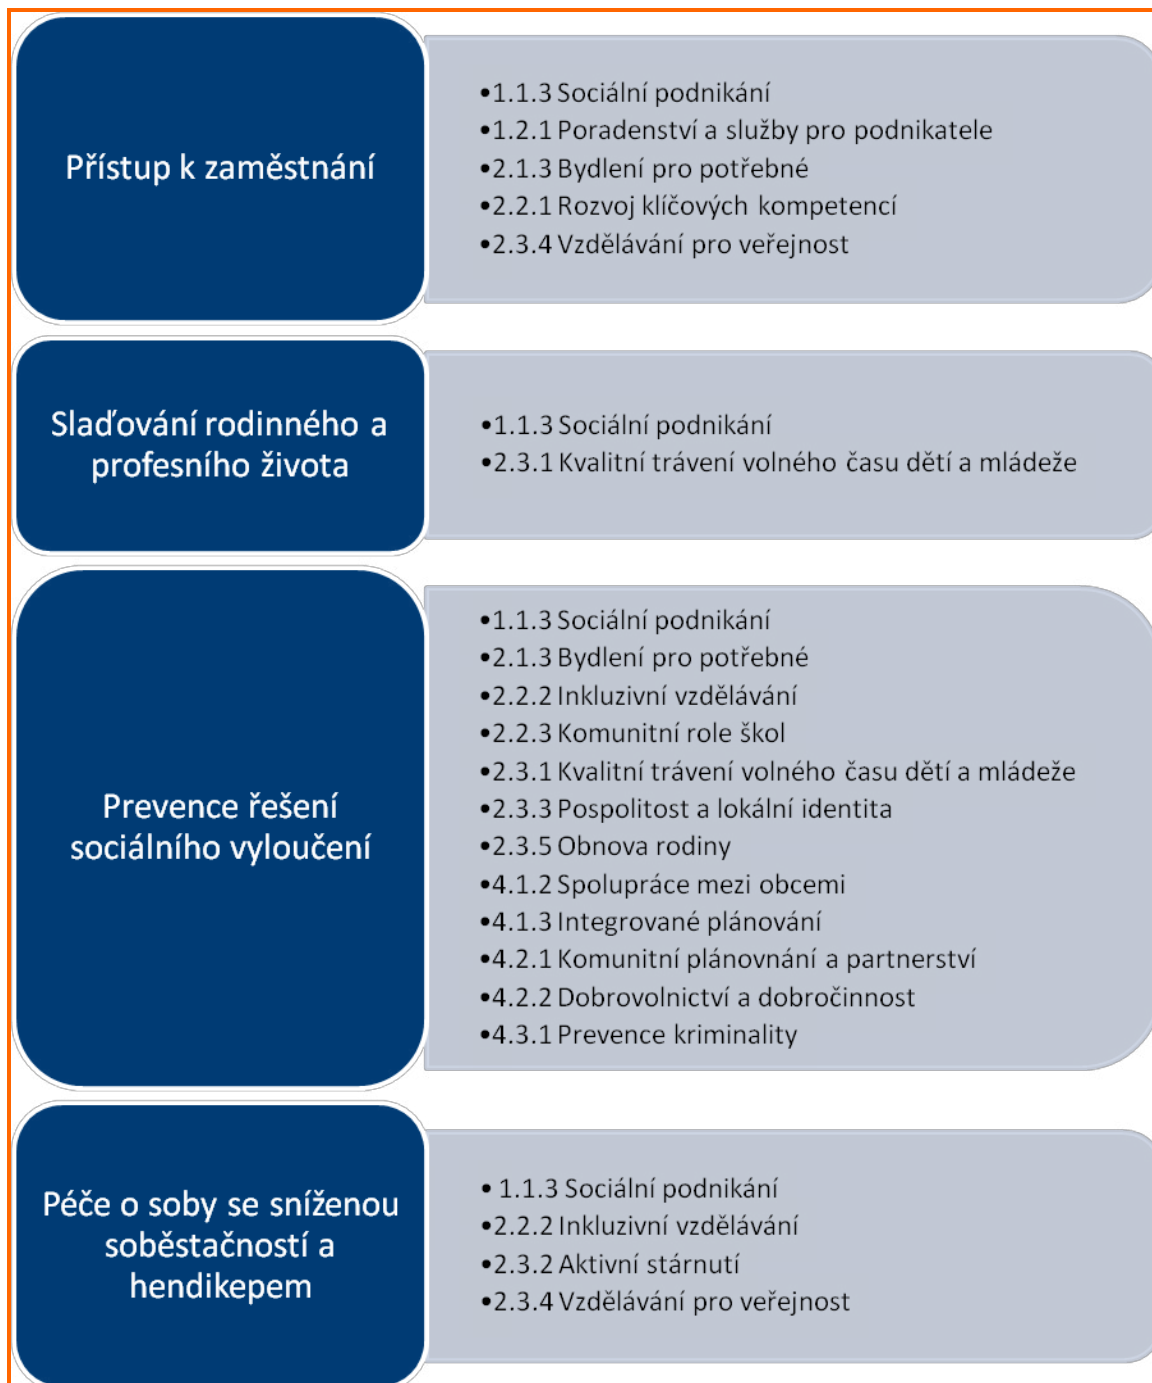 Přístup k zaměstnání
•1.1.3 Sociální podnikání
•1.2.1 Poradenství a služby pro podnikatele
•2.1.3 Bydlení pro potřebné
•2.2.1 Rozvoj klíčových kompetencí
•2.3.4 Vzdělávání pro veřejnost
Slaďování rodinného a
profesního života
•1.1.3 Sociální podnikání
•2.3.1 Kvalitní trávení volného času dětí a mládeže
Prevence řešení
sociálního vyloučení
•1.1.3 Sociální podnikání
•2.1.3 Bydlení pro potřebné
•2.2.2 Inkluzivní vzdělávání
•2.2.3 Komunitní role škol
•2.3.1 Kvalitní trávení volného času dětí a mládeže
•2.3.3 Pospolitost a lokální identita
•2.3.5 Obnova rodiny
•4.1.2 Spolupráce mezi obcemi
•4.1.3 Integrované plánování
•4.2.1 Komunitní plánovnání a partnerství
•4.2.2 Dobrovolnictví a dobročinnost
•4.3.1 Prevence kriminality
Péče o soby se sníženou
soběstačností a
hendikepem
• 1.1.3 Sociální podnikání
•2.2.2 Inkluzivní vzdělávání
•2.3.2 Aktivní stárnutí
•2.3.4 Vzdělávání pro veřejnost